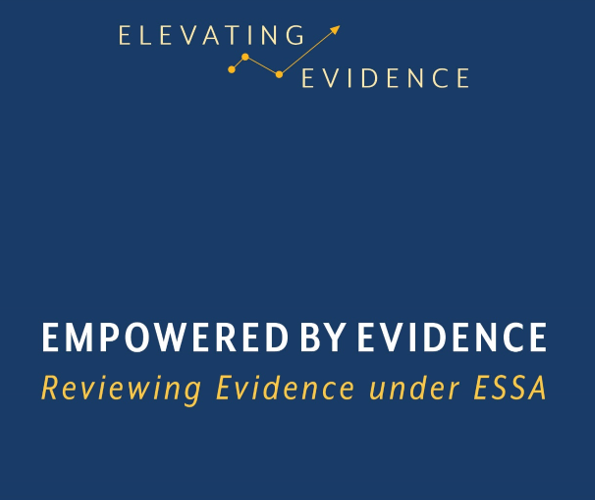 ELEVATING
EVIDENCE
EMPOWERED BY EVIDENCE
Reviewing Evidence under ESSA